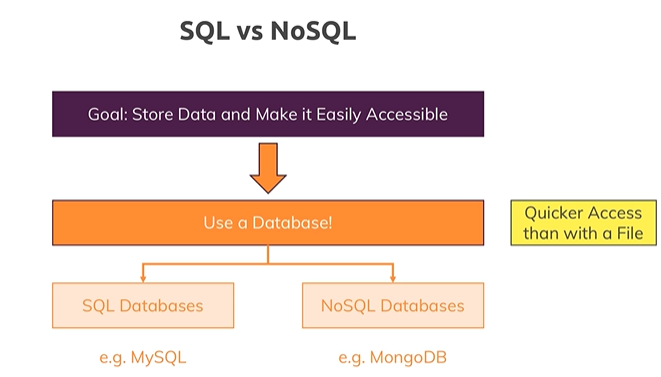 SQL vs NoSQL
Goal: Store Data and Make it Easily Accessible
Use a Database!
Quicker Access
than with a File
SQL Databases
NoSQL Databases
e.g. MySQL
e.g. MongoDB